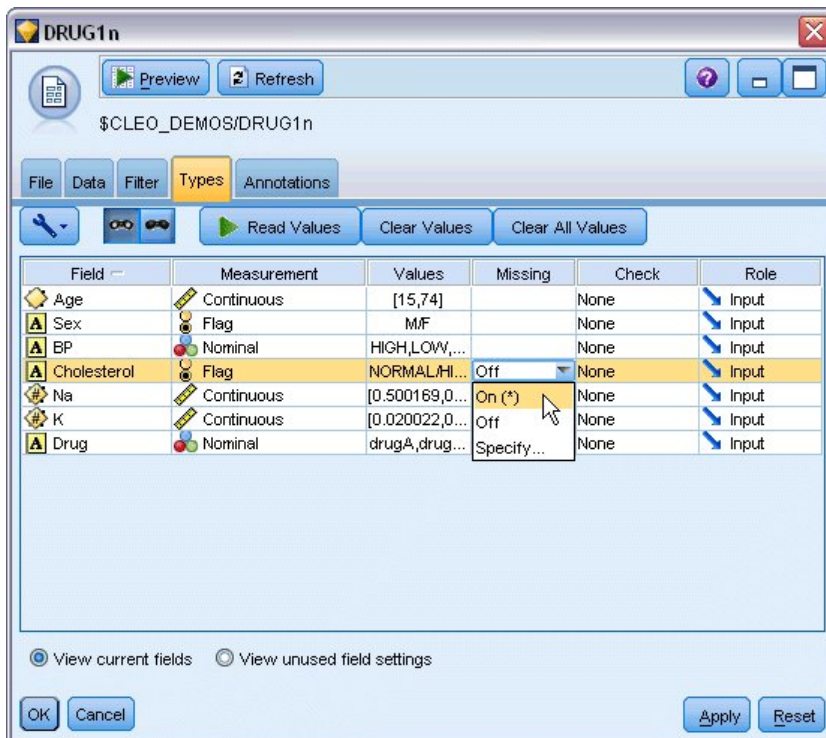 DRUG1n
Preview Refresh
$CLEO_DEMOS/DRUG1n
File Data Filter Types Annotations
Read Values Clear Values Clear All Values
Field Measurement Values Missing Check Role
Age Continuous [15,74] None Input
A Sex Flag M/F None Input
A BP Nominal HIGH,LOW,... None Input
A Cholesterol Flag NORMAL/HI... Off None Input
# Na Continuous [0.500169,0... On (*) None Input
# K Continuous [0.020022,0... Off None Input
A Drug Nominal drugA,drug... Specify... None Input
View current fields View unused field settings
OK Cancel Apply Reset